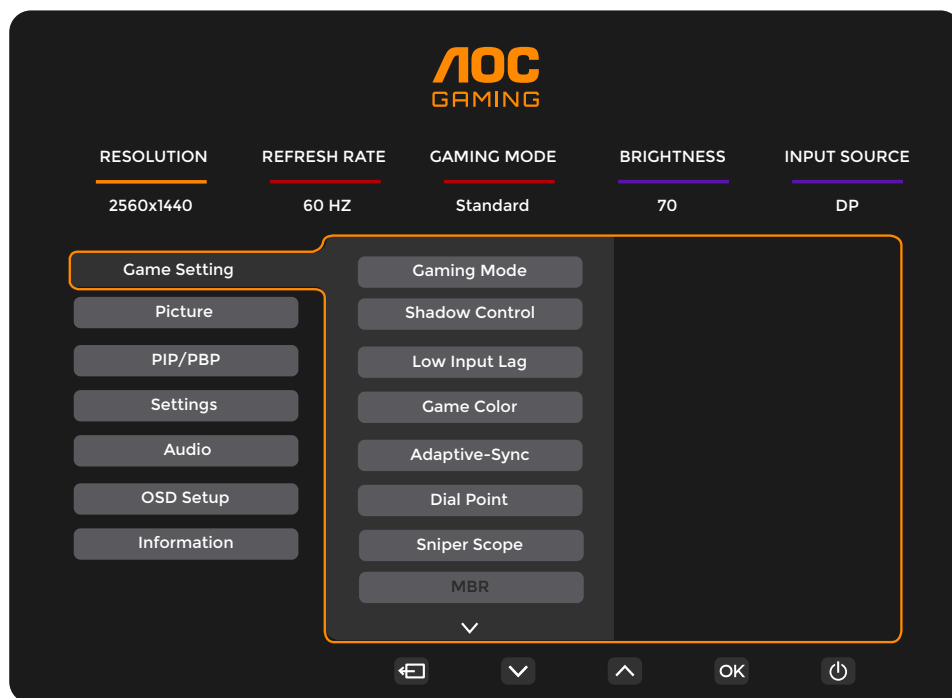 AOC
GAMING
RESOLUTION REFRESH RATE GAMING MODE BRIGHTNESS INPUT SOURCE
2560x1440 60 HZ Standard 70 DP
Game Setting
Picture
PIP/PBP
Settings
Audio
OSD Setup
Information
Gaming Mode
Shadow Control
Low Input Lag
Game Color
Adaptive-Sync
Dial Point
Sniper Scope
MBR
OK